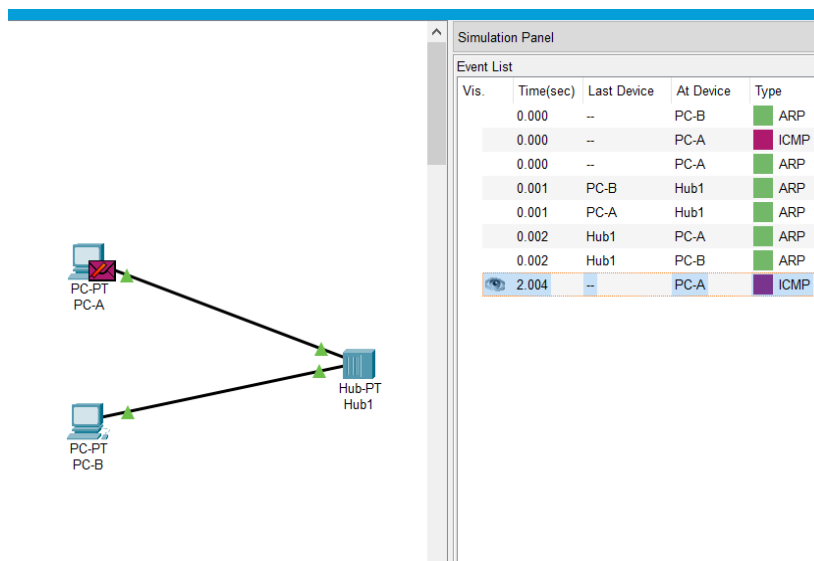 Simulation Panel
Event List
Vis. Time(sec) Last Device At Device Type
0.000 -- PC-B ARP
0.000 -- PC-A ICMP
0.000 -- PC-A ARP
0.001 PC-B Hub1 ARP
0.001 PC-A Hub1 ARP
0.002 Hub1 PC-A ARP
0.002 Hub1 PC-B ARP
2.004 -- PC-A ICMP
PC-PT
PC-A
Hub-PT
Hub1
PC-PT
PC-B